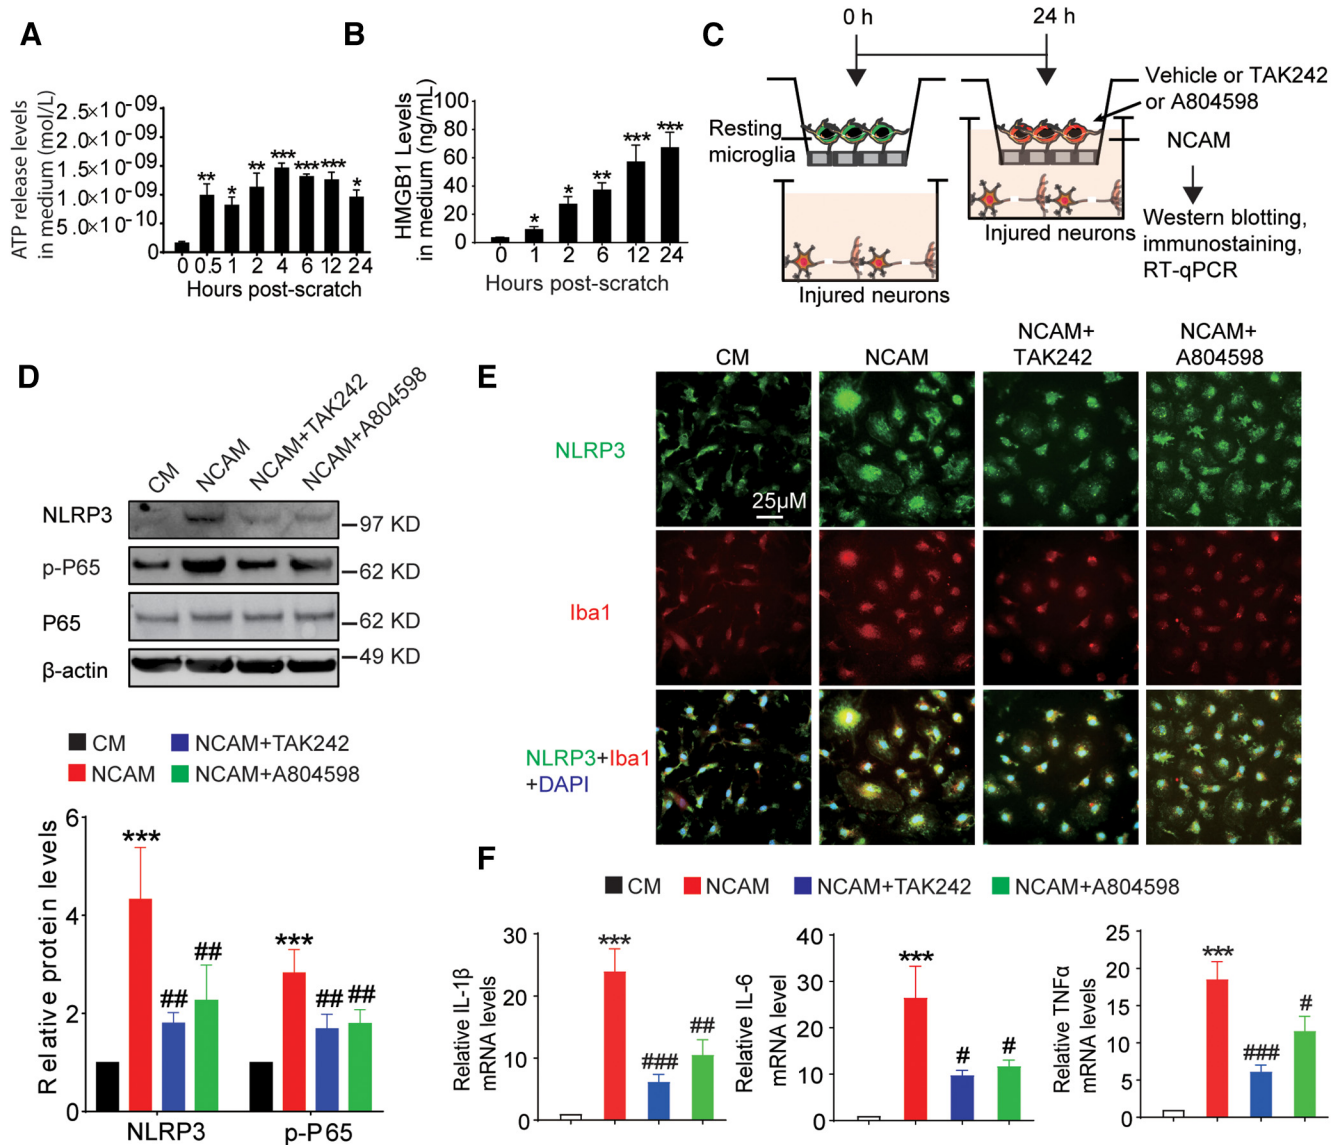 A
ATP release levels
in medium (mol/L)
2.5×10-09
2.0×10-09
1.5×10-09
1.0×10-09
5.0×10-10
0
**
*
**
***
***
***
*
0 0.5 1 2 4 6 12 24
Hours post-scratch
B
HMGB1 Levels
in medium (ng/mL)
100
80
60
40
20
0
*
*
**
***
***
0 1 2 6 12 24
Hours post-scratch
C
0 h
24 h
Resting
microglia
Vehicle or TAK242
or A804598
NCAM
Western blotting,
immunostaining,
RT-qPCR
Injured neurons
Injured neurons
D
CM
NCAM
NCAM+TAK242
NCAM+A804598
NLRP3
97 KD
p-P65
62 KD
P65
62 KD
β-actin
49 KD
CM
NCAM+TAK242
NCAM
NCAM+A804598
Relative protein levels
6
4
2
0
***
##
##
***
##
##
NLRP3
p-P65
E
CM
NCAM
NCAM+
TAK242
NCAM+
A804598
NLRP3
25μM
Iba1
NLRP3+Iba1
+DAPI
F
CM
NCAM
NCAM+TAK242
NCAM+A804598
Relative IL-1β
mRNA levels
30
20
10
0
***
###
##
Relative IL-6
mRNA level
40
30
20
10
0
***
#
#
Relative TNFα
mRNA levels
25
20
15
10
5
0
***
###
#